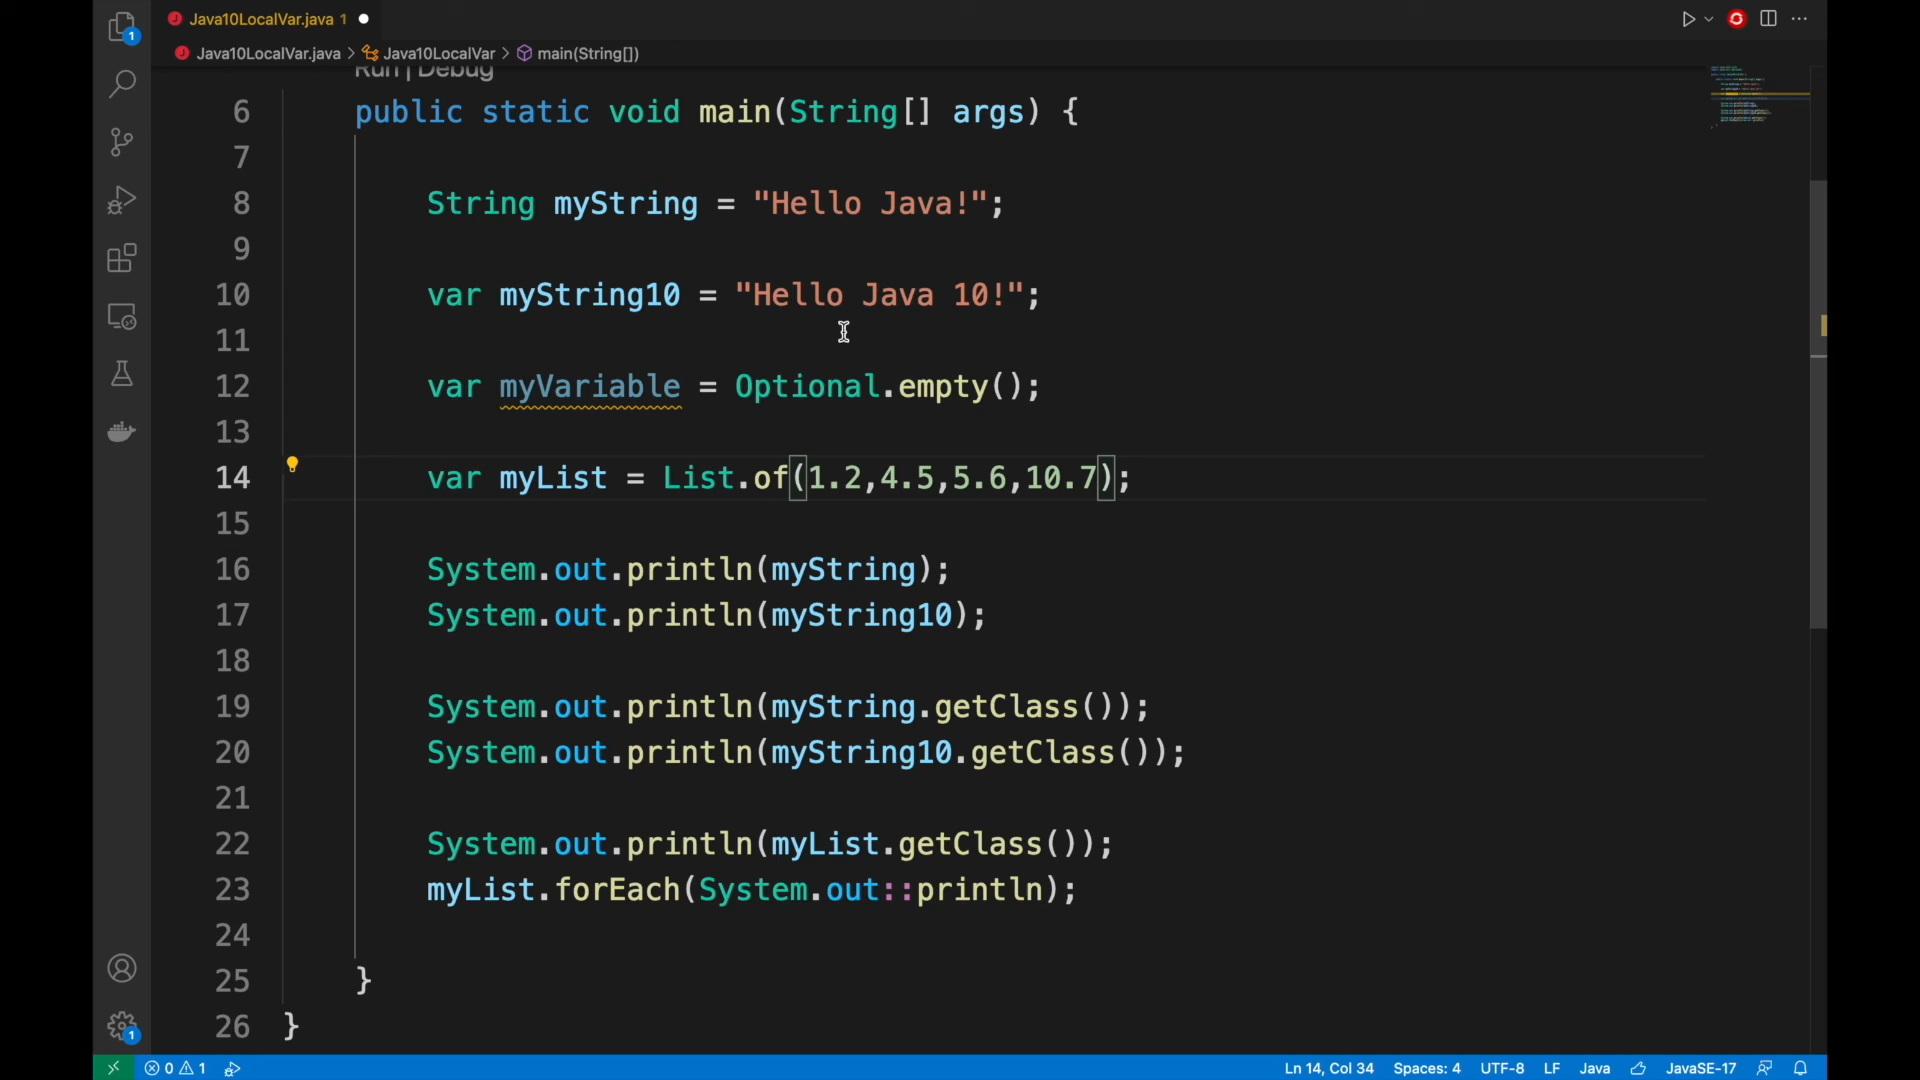 1
Java10LocalVar.java 1
Java10LocalVar.java > Java10LocalVar > main(String[])
Run | Debug
6 public static void main(String[] args) {
7
8 String myString = "Hello Java!";
9
10 var myString10 = "Hello Java 10!";
11
12 var myVariable = Optional.empty();
13
14 var myList = List.of(1.2,4.5,5.6,10.7);
15
16 System.out.println(myString);
17 System.out.println(myString10);
18
19 System.out.println(myString.getClass());
20 System.out.println(myString10.getClass());
21
22 System.out.println(myList.getClass());
23 myList.forEach(System.out::println);
24
25 }
26 }
1
0 1 Ln 14, Col 34 Spaces: 4 UTF-8 LF Java JavaSE-17